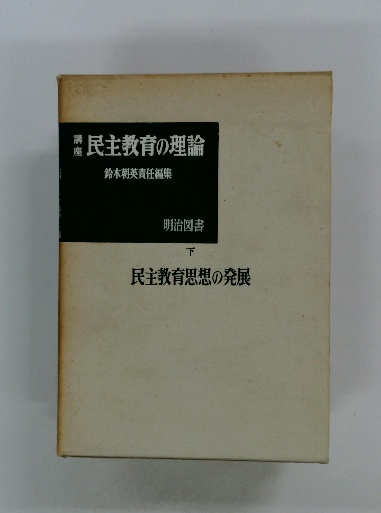 講座 民主教育の理論
鈴木朝英責任編集
明治図書
下
民主教育思想の発展